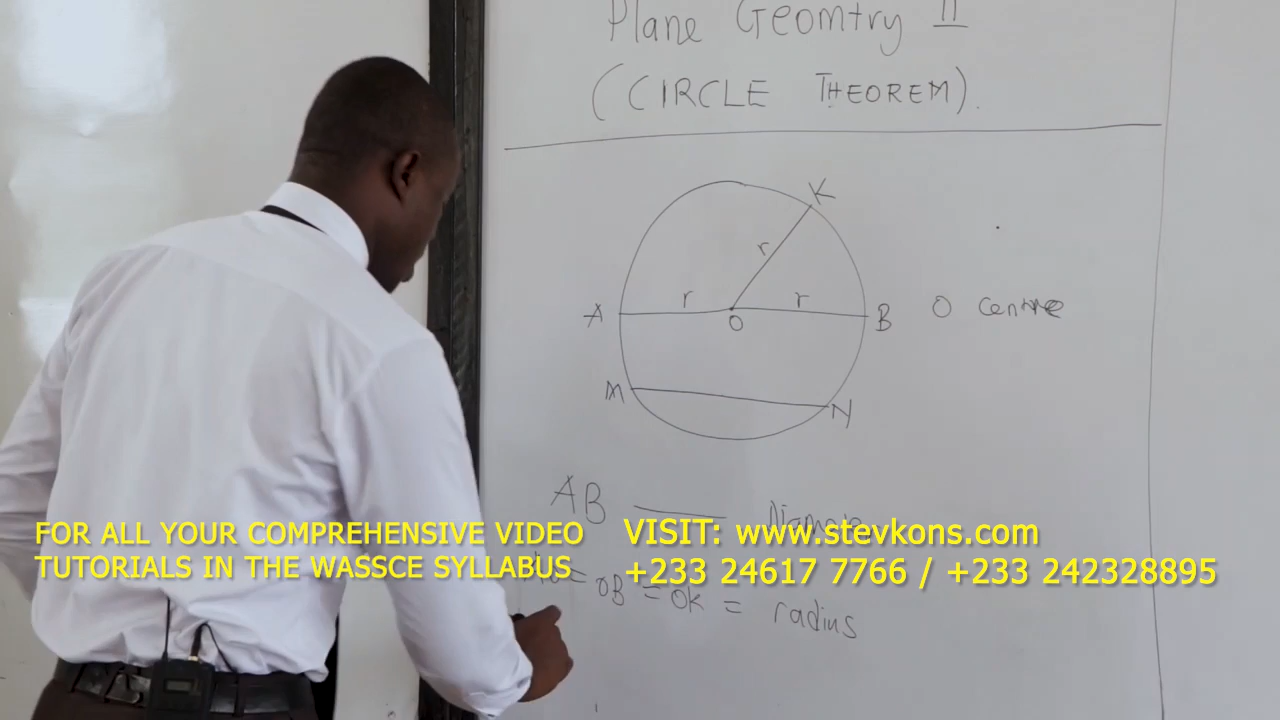 Plane Geomtry II
(CIRCLE THEOREM).
K
r
A r r B O centre
O
M
N
AB
FOR ALL YOUR COMPREHENSIVE VIDEO
TUTORIALS IN THE WASSCE SYLLABUS
VISIT: www.stevkons.com
+233 24617 7766 / +233 242328895
= OB = OK = radius